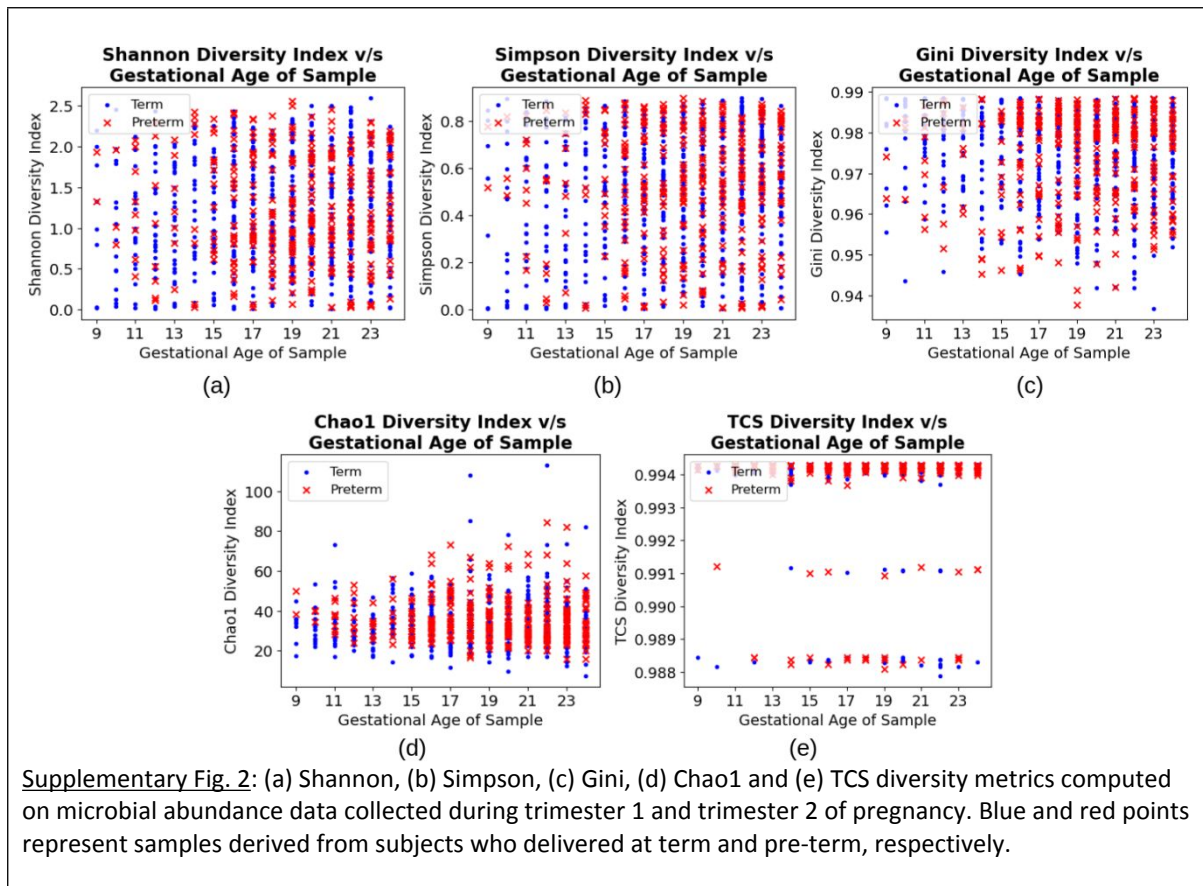 Shannon Diversity Index v/s
Gestational Age of Sample
Term
Preterm
2.5
2.0
1.5
1.0
0.5
0.0
Shannon Diversity Index
9 11 13 15 17 19 21 23
Gestational Age of Sample
(a)
Simpson Diversity Index v/s
Gestational Age of Sample
Term
Preterm
0.8
0.6
0.4
0.2
0.0
Simpson Diversity Index
9 11 13 15 17 19 21 23
Gestational Age of Sample
(b)
Gini Diversity Index v/s
Gestational Age of Sample
Term
Preterm
0.99
0.98
0.97
0.96
0.95
0.94
Gini Diversity Index
9 11 13 15 17 19 21 23
Gestational Age of Sample
(c)
Chao1 Diversity Index v/s
Gestational Age of Sample
Term
Preterm
100
80
60
40
20
Chao1 Diversity Index
9 11 13 15 17 19 21 23
Gestational Age of Sample
(d)
TCS Diversity Index v/s
Gestational Age of Sample
Term
Preterm
0.994
0.993
0.992
0.991
0.990
0.989
0.988
TCS Diversity Index
9 11 13 15 17 19 21 23
Gestational Age of Sample
(e)
Supplementary Fig. 2: (a) Shannon, (b) Simpson, (c) Gini, (d) Chao1 and (e) TCS diversity metrics computed
on microbial abundance data collected during trimester 1 and trimester 2 of pregnancy. Blue and red points
represent samples derived from subjects who delivered at term and pre-term, respectively.